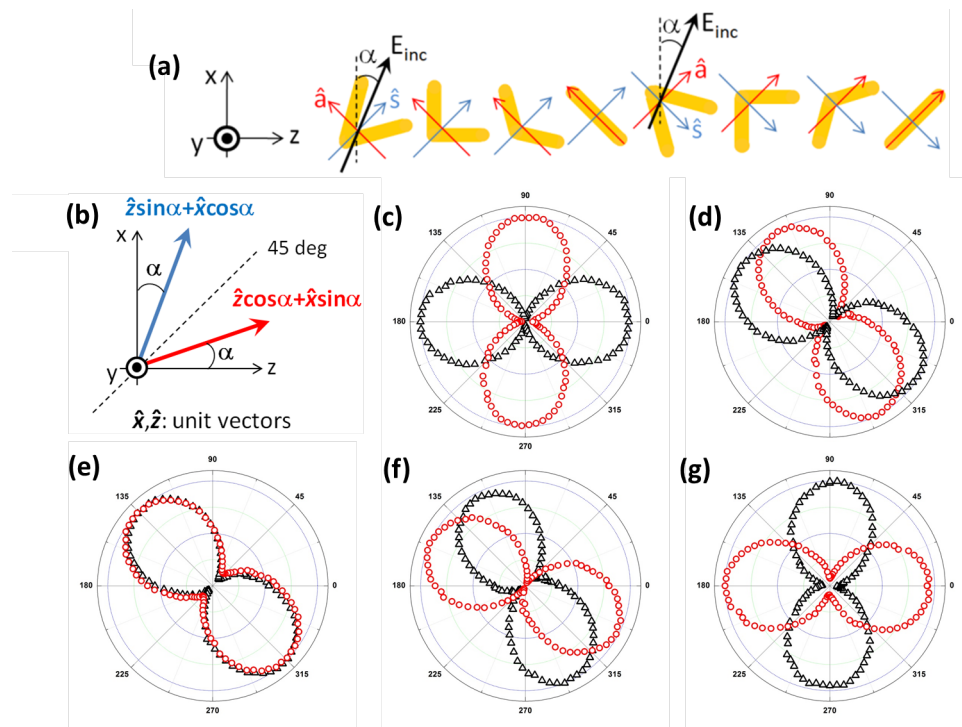 (a)
x
y
z
α
E_inc
â
ŝ
α
E_inc
â
ŝ
(b)
ẑsinα+x̂cosα
x
α
45 deg
ẑcosα+x̂sinα
α
y
z
x̂,ẑ: unit vectors
(c)
90
135
45
180
0
225
315
270
(d)
90
135
45
180
0
225
315
270
(e)
90
135
45
180
0
225
315
270
(f)
90
135
45
180
0
225
315
270
(g)
90
135
45
180
0
225
315
270